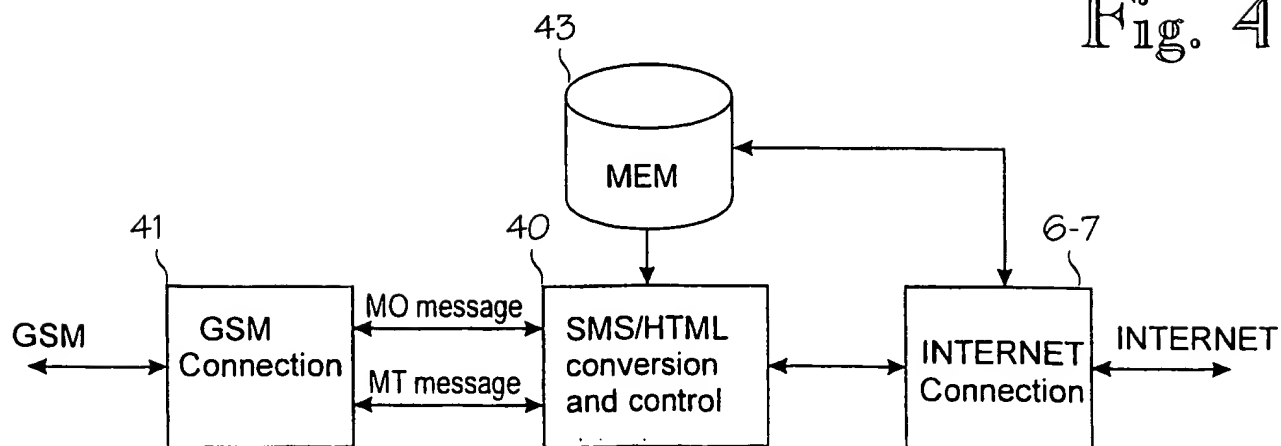 Fig. 4
43
MEM
41
40
6-7
GSM
GSM
Connection
MO message
MT message
SMS/HTML
conversion
and control
INTERNET
Connection
INTERNET